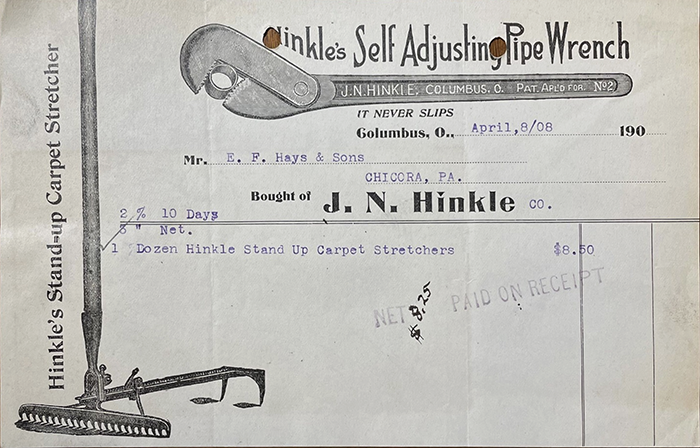 Hinkle's Self Adjusting Pipe Wrench
J.N. HINKLE, COLUMBUS, O. PAT. APL'D FOR. No 2
IT NEVER SLIPS
Columbus, O., April,8/08 190
Mr. E. F. Hays & Sons
CHICORA, PA.
Bought of J. N. Hinkle CO.
2 % 10 Days
3 " Net.
1 Dozen Hinkle Stand Up Carpet Stretchers $8.50
NET PAID ON RECEIPT
$8.25
Hinkle's Stand-up Carpet Stretcher